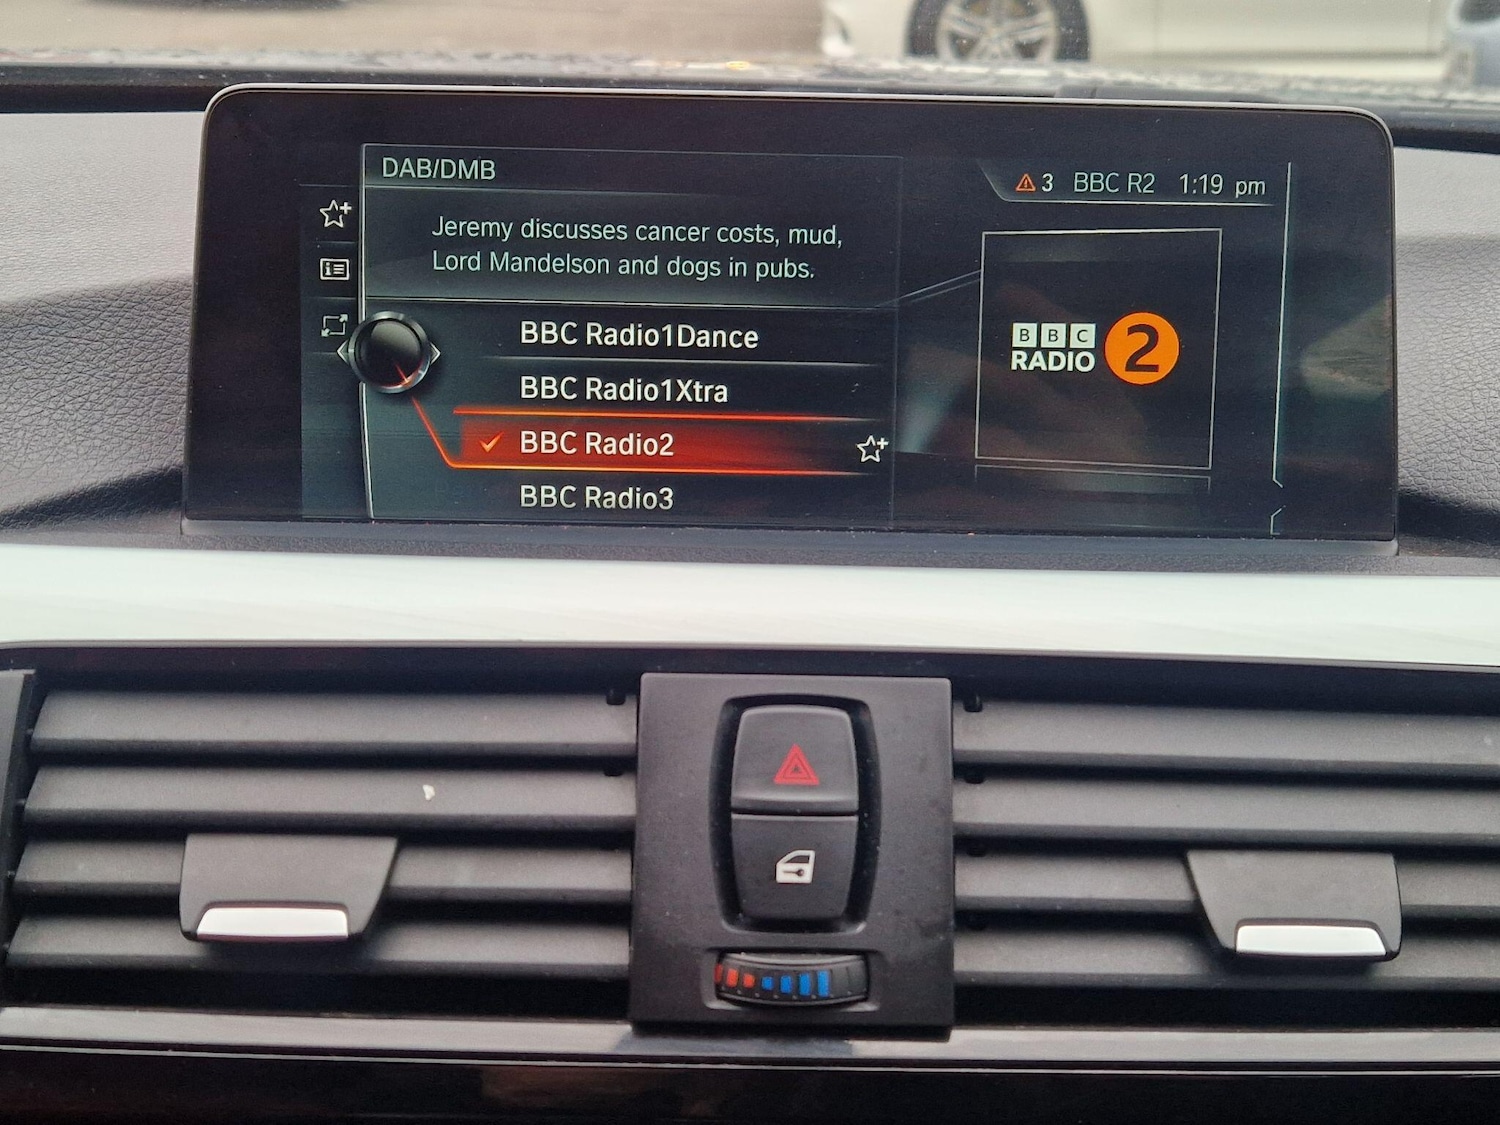 DAB/DMB
3 BBC R2 1:19 pm
Jeremy discusses cancer costs, mud,
Lord Mandelson and dogs in pubs.
BBC Radio1Dance
BBC Radio1Xtra
BBC Radio2
BBC Radio3
BBC
RADIO 2